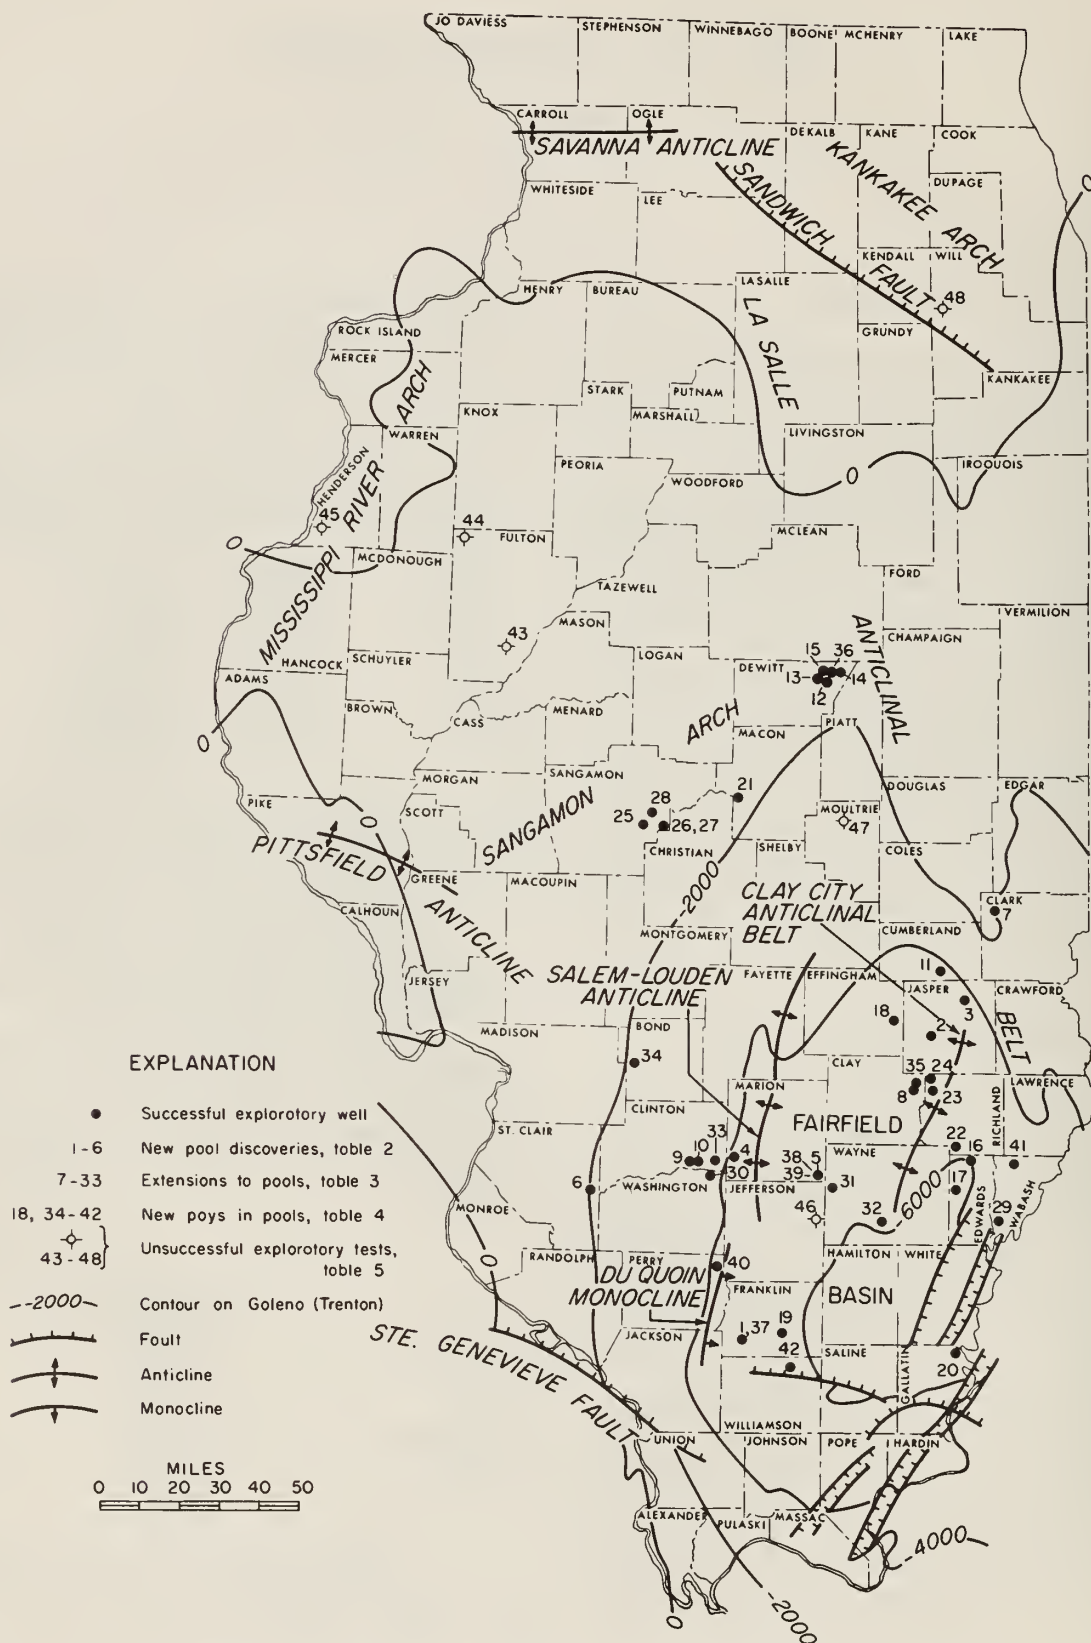 JO DAVIESS
STEPHENSON
WINNEBAGO
BOONE
MCHENRY
LAKE
CARROLL
OGLE
DEKALB
KANE
COOK
SAVANNA ANTICLINE
KANKAKEE ARCH
DUPAGE
WHITESIDE
LEE
SANDWICH FAULT
KENDALL
WILL
0
HENRY
BUREAU
LASALLE
48
ROCK ISLAND
GRUNDY
MERCER
LA SALLE
KANKAKEE
STARK
PUTNAM
KNOX
MARSHALL
WARREN
LIVINGSTON
PEORIA
IROQUOIS
HENDERSON
WOODFORD
0
45
44
MISSISSIPPI RIVER ARCH
FULTON
MCLEAN
0
MCDONOUGH
FORD
TAZEWELL
VERMILION
MASON
43
ANTICLINAL
CHAMPAIGN
HANCOCK
SCHUYLER
LOGAN
DEWITT
15
36
ADAMS
13
14
12
BROWN
CASS
MENARD
ARCH
PIATT
MACON
0
MORGAN
SANGAMON
DOUGLAS
EDGAR
PIKE
SCOTT
21
MOULTRIE
28
25
26,27
47
0
SANGAMON
PITTSFIELD
CHRISTIAN
SHELBY
COLES
-2000
GREENE
MACOUPIN
CLAY CITY
ANTICLINAL
BELT
CLARK
7
CALHOUN
ANTICLINE
MONTGOMERY
CUMBERLAND
SALEM-LOUDEN
ANTICLINE
FAYETTE
EFFINGHAM
11
JERSEY
JASPER
CRAWFORD
3
BELT
MADISON
BOND
18
2
34
CLAY
35
24
LAWRENCE
MARION
8
23
CLINTON
RICHLAND
FAIRFIELD
ST. CLAIR
33
22
9
10
4
38
5
WAYNE
16
41
6
WASHINGTON
30
JEFFERSON
39
31
17
MONROE
46
32
-6000
EDWARDS
29
WABASH
0
RANDOLPH
PERRY
HAMILTON
WHITE
40
DU QUOIN
MONOCLINE
FRANKLIN
BASIN
STE. GENEVIEVE FAULT
JACKSON
1,37
19
42
SALINE
GALLATIN
20
WILLIAMSON
UNION
JOHNSON
POPE
HARDIN
ALEXANDER
PULASKI
MASSAC
-4000
-2000
0
EXPLANATION
Successful explorotory well
1-6 New pool discoveries, toble 2
7-33 Extensions to pools, toble 3
18, 34-42 New poys in pools, toble 4
43-48 Unsuccessful explorotory tests,
toble 5
-2000 Contour on Goleno (Trenton)
Foult
Anticline
Monocline
MILES
0 10 20 30 40 50